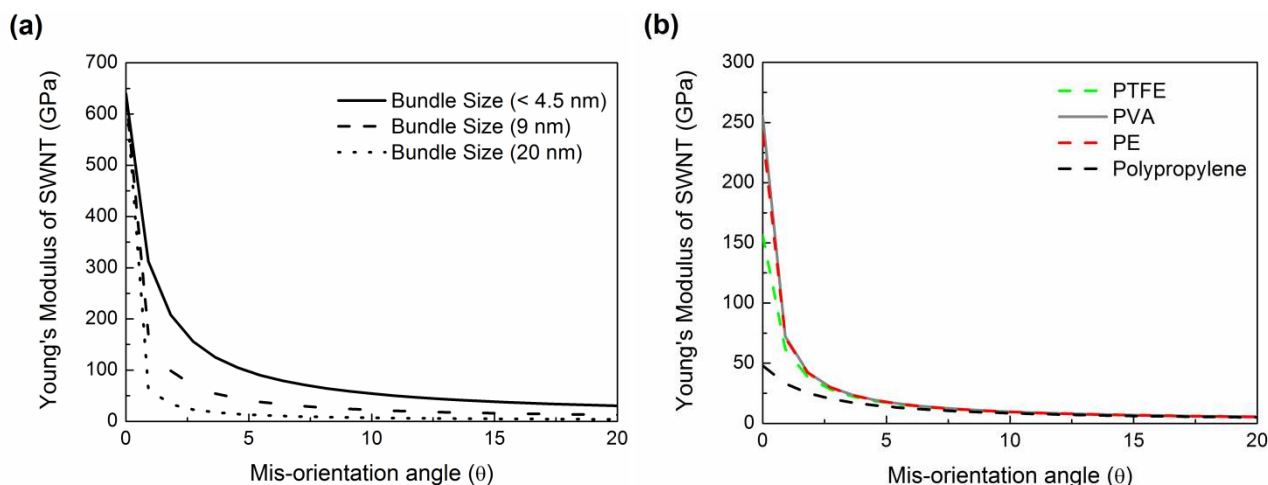 (a)
Young's Modulus of SWNT (GPa)
700
600
500
400
300
200
100
0
Bundle Size (< 4.5 nm)
Bundle Size (9 nm)
Bundle Size (20 nm)
0 5 10 15 20
Mis-orientation angle (θ)
(b)
Young's Modulus of SWNT (GPa)
300
250
200
150
100
50
0
PTFE
PVA
PE
Polypropylene
0 5 10 15 20
Mis-orientation angle (θ)